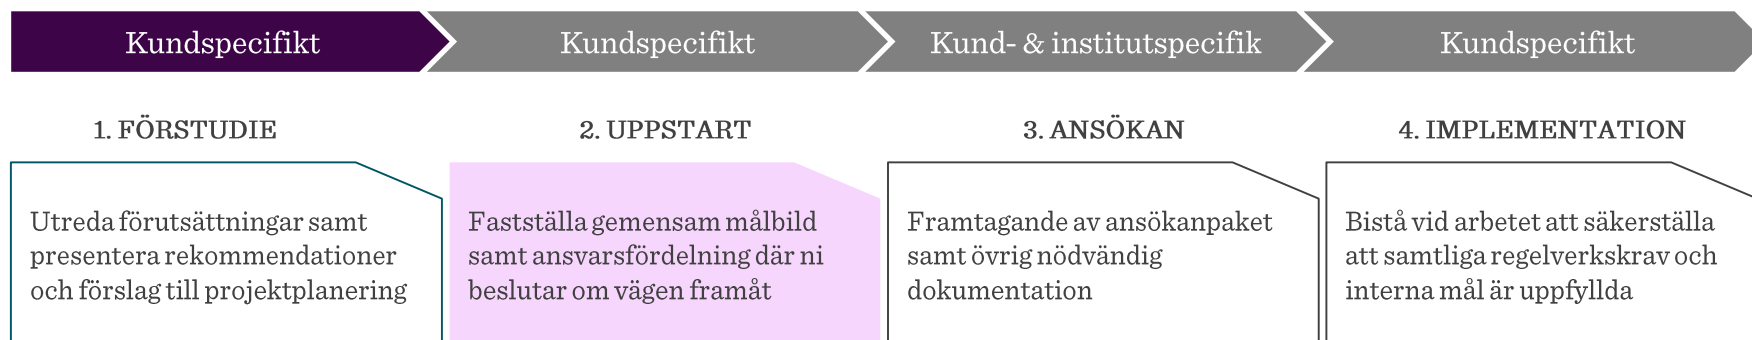 Kundspecifikt
Kundspecifikt
Kund- & institutspecifik
Kundspecifikt
1. FÖRSTUDIE
2. UPPSTART
3. ANSÖKAN
4. IMPLEMENTATION
Utreda förutsättningar samt
presentera rekommendationer
och förslag till projektplanering
Fastställa gemensam målbild
samt ansvarsfördelning där ni
beslutar om vägen framåt
Framtagande av ansökanpaket
samt övrig nödvändig
dokumentation
Bistå vid arbetet att säkerställa
att samtliga regelverkskrav och
interna mål är uppfyllda